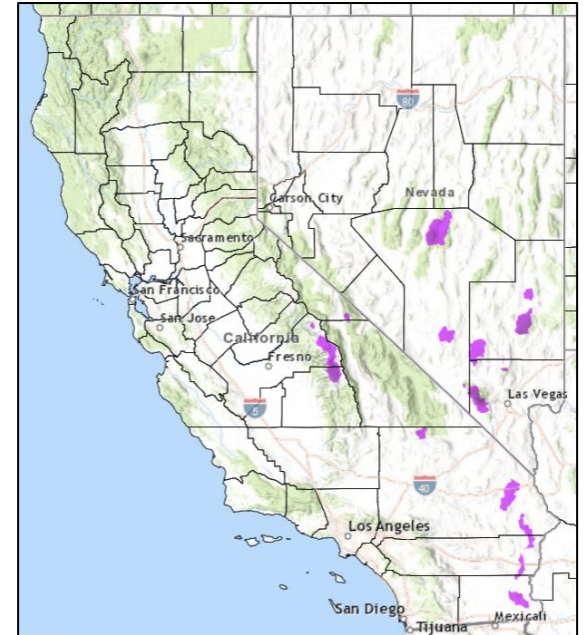 80
Carson City
Nevada
Sacramento
San Francisco
San Jose
California
Fresno
Las Vegas
5
40
Los Angeles
San Diego
Tijuana
Mexicali